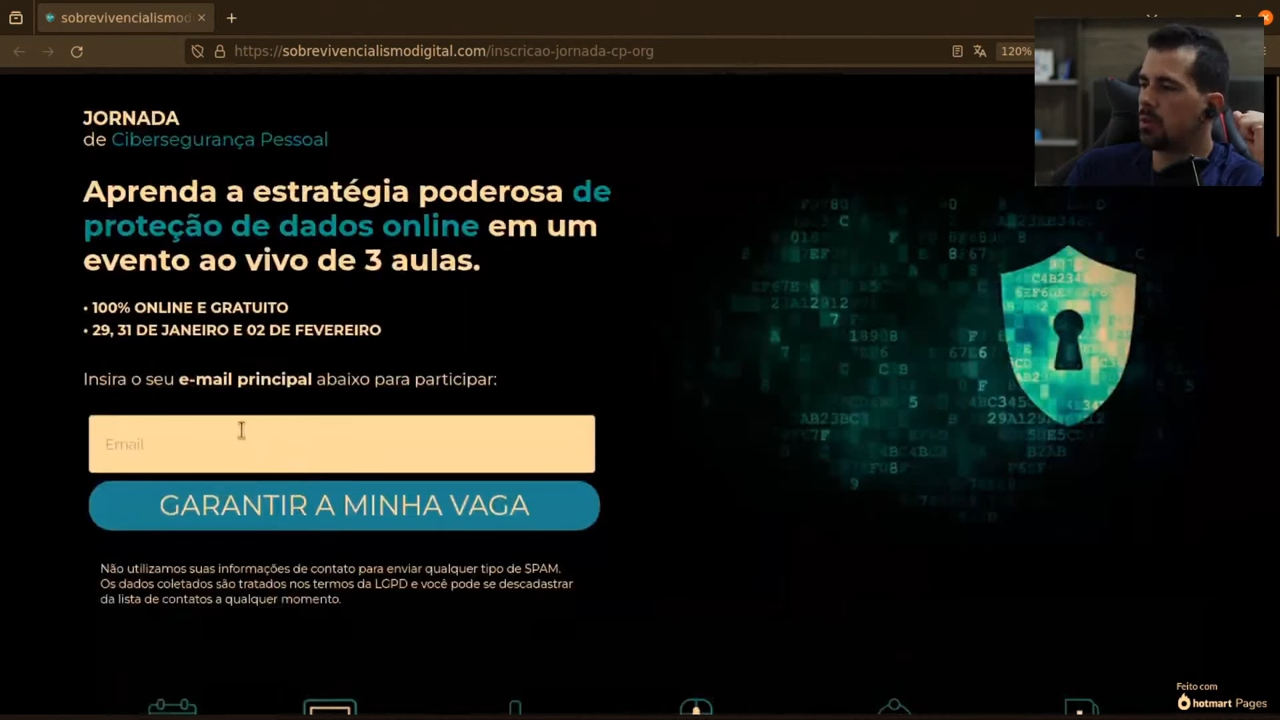 sobrevivencialismod
https://sobrevivencialismodigital.com/inscricao-jornada-cp-org
120%
JORNADA
de Cibersegurança Pessoal
Aprenda a estratégia poderosa de
proteção de dados online em um
evento ao vivo de 3 aulas.
• 100% ONLINE E GRATUITO
• 29, 31 DE JANEIRO E 02 DE FEVEREIRO
Insira o seu e-mail principal abaixo para participar:
Email
GARANTIR A MINHA VAGA
Não utilizamos suas informações de contato para enviar qualquer tipo de SPAM.
Os dados coletados são tratados nos termos da LGPD e você pode se descadastrar
da lista de contatos a qualquer momento.
Feito com
hotmart Pages